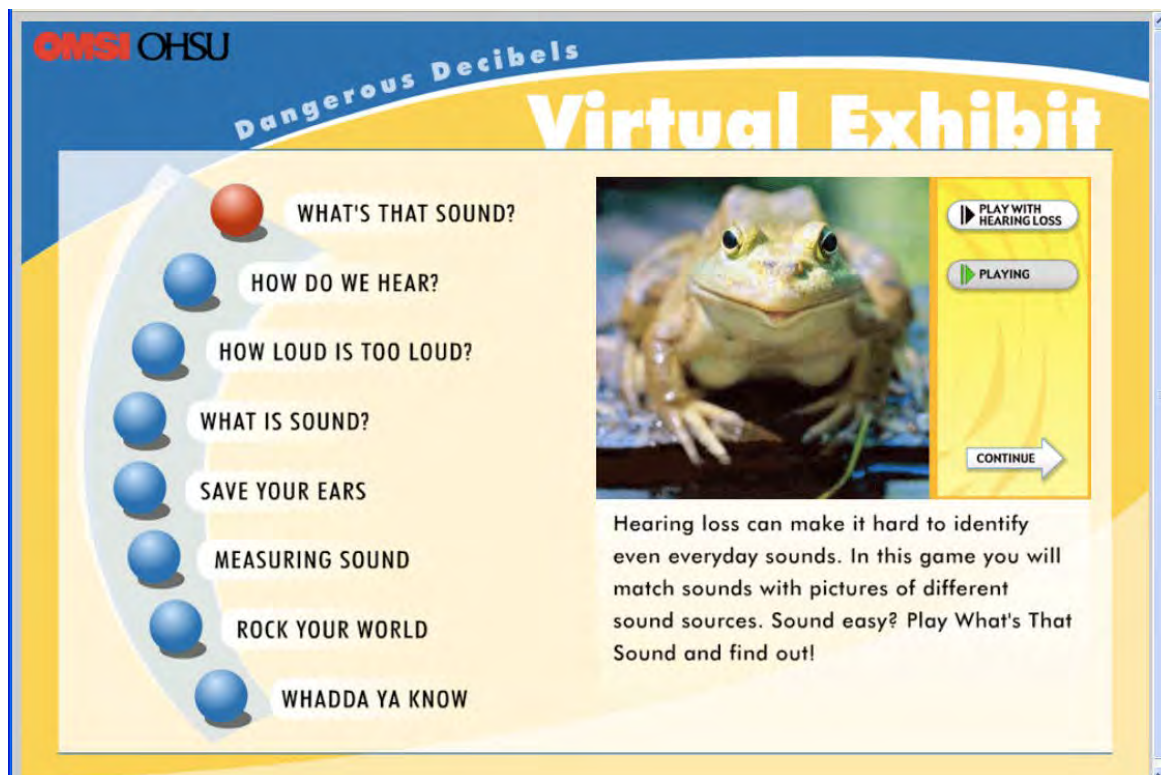 OMSI OHSU
Dangerous Decibels
Virtual Exhibit
WHAT'S THAT SOUND?
HOW DO WE HEAR?
HOW LOUD IS TOO LOUD?
WHAT IS SOUND?
SAVE YOUR EARS
MEASURING SOUND
ROCK YOUR WORLD
WHADDA YA KNOW
PLAY WITH
HEARING LOSS
PLAYING
CONTINUE
Hearing loss can make it hard to identify
even everyday sounds. In this game you will
match sounds with pictures of different
sound sources. Sound easy? Play What's That
Sound and find out!